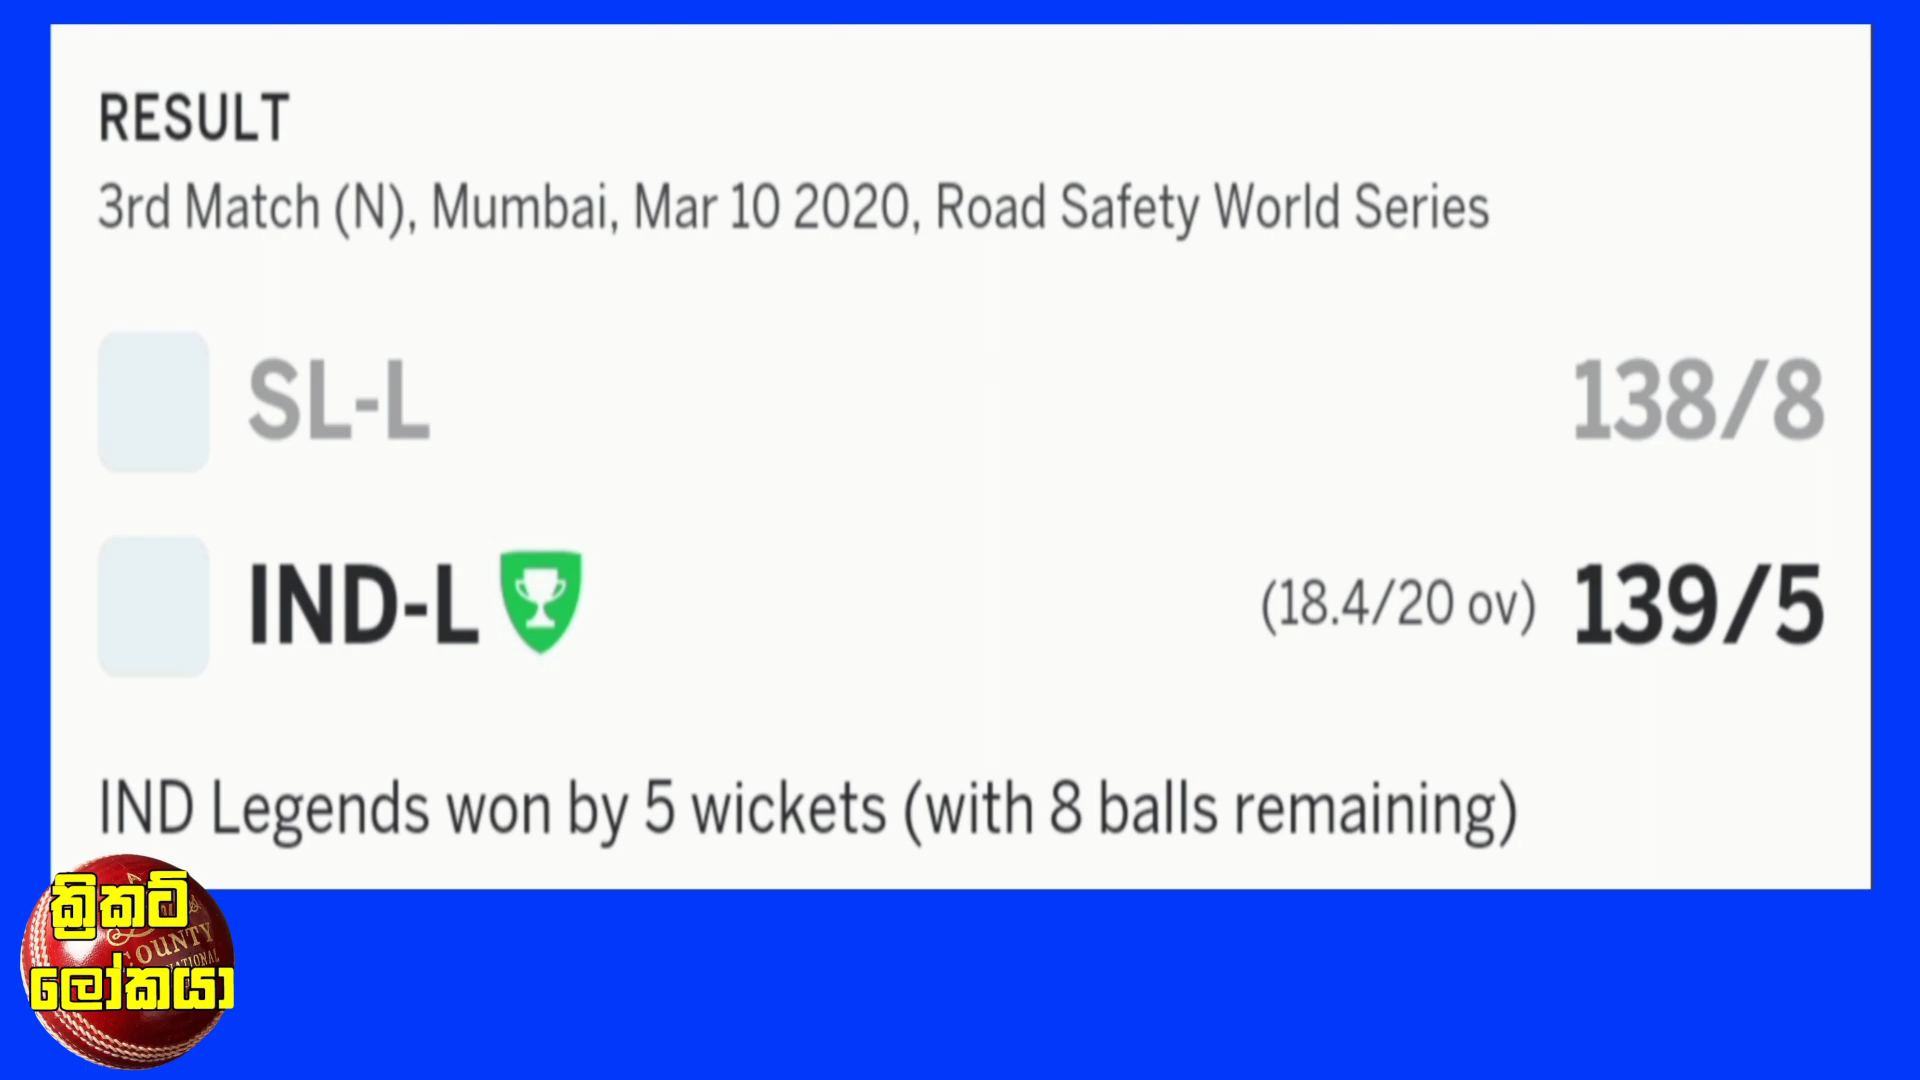 RESULT
3rd Match (N), Mumbai, Mar 10 2020, Road Safety World Series
SL-L 138/8
IND-L (18.4/20 ov) 139/5
IND Legends won by 5 wickets (with 8 balls remaining)
ක්‍රිකට්
COUNTY
ලෝකයා